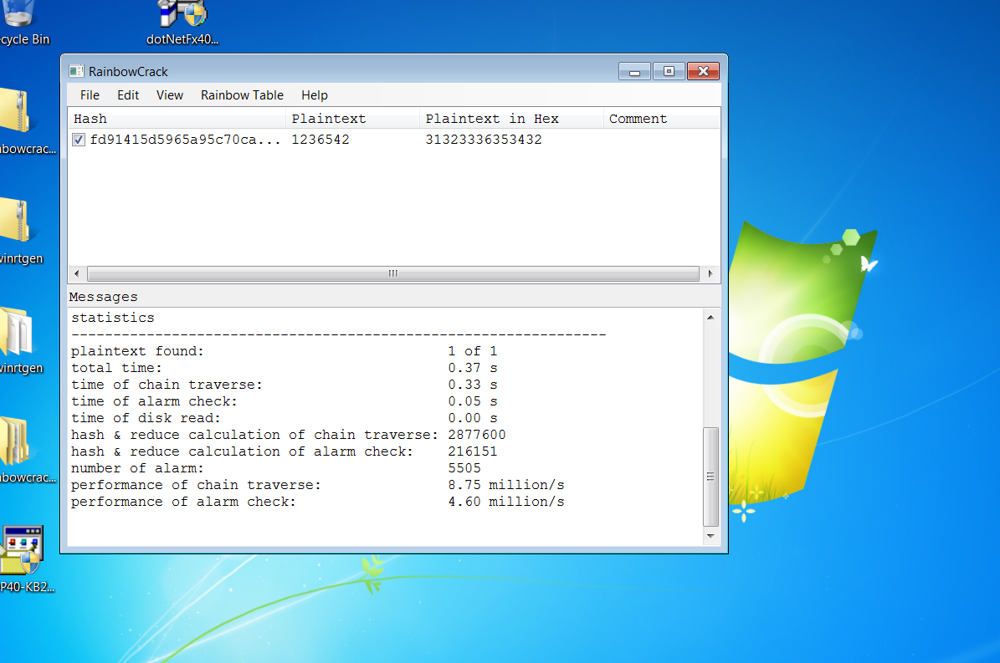 cycle Bin
dotNetFx40...
RainbowCrack
File Edit View Rainbow Table Help
Hash Plaintext Plaintext in Hex Comment
fd91415d5965a95c70ca... 1236542 31323336353432
nbowcrac...
winrtgen
Messages
statistics
----------------------------------------------------------------
plaintext found: 1 of 1
total time: 0.37 s
time of chain traverse: 0.33 s
time of alarm check: 0.05 s
time of disk read: 0.00 s
hash & reduce calculation of chain traverse: 2877600
hash & reduce calculation of alarm check: 216151
number of alarm: 5505
performance of chain traverse: 8.75 million/s
performance of alarm check: 4.60 million/s
winrtgen
nbowcrac...
P40-KB2...